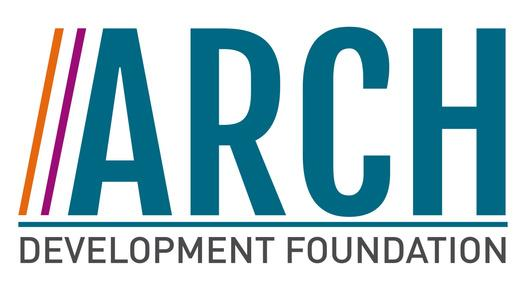 ARCH
DEVELOPMENT FOUNDATION